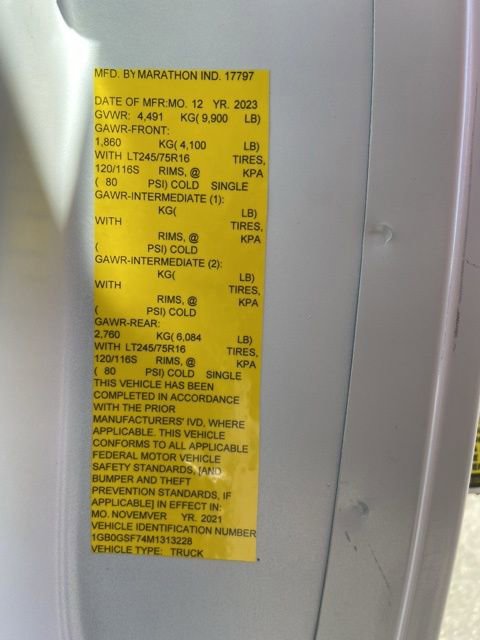 MFD. BY MARATHON IND. 17797
DATE OF MFR: MO. 12 YR. 2023
GVWR: 4,491 KG( 9,900 LB)
GAWR-FRONT:
1,860 KG( 4,100 LB)
WITH LT245/75R16 TIRES,
120/116S RIMS, @ KPA
( 80 PSI) COLD SINGLE
GAWR-INTERMEDIATE (1):
KG( LB)
WITH TIRES,
RIMS, @ KPA
( PSI) COLD
GAWR-INTERMEDIATE (2):
KG( LB)
WITH TIRES,
RIMS, @ KPA
( PSI) COLD
GAWR-REAR:
2,760 KG( 6,084 LB)
WITH LT245/75R16 TIRES,
120/116S RIMS, @ KPA
( 80 PSI) COLD SINGLE
THIS VEHICLE HAS BEEN
COMPLETED IN ACCORDANCE
WITH THE PRIOR
MANUFACTURERS' IVD, WHERE
APPLICABLE. THIS VEHICLE
CONFORMS TO ALL APPLICABLE
FEDERAL MOTOR VEHICLE
SAFETY STANDARDS, [AND
BUMPER AND THEFT
PREVENTION STANDARDS, IF
APPLICABLE] IN EFFECT IN:
MO. NOVEMVER YR. 2021
VEHICLE IDENTIFICATION NUMBER
1GB0GSF74M1313228
VEHICLE TYPE: TRUCK